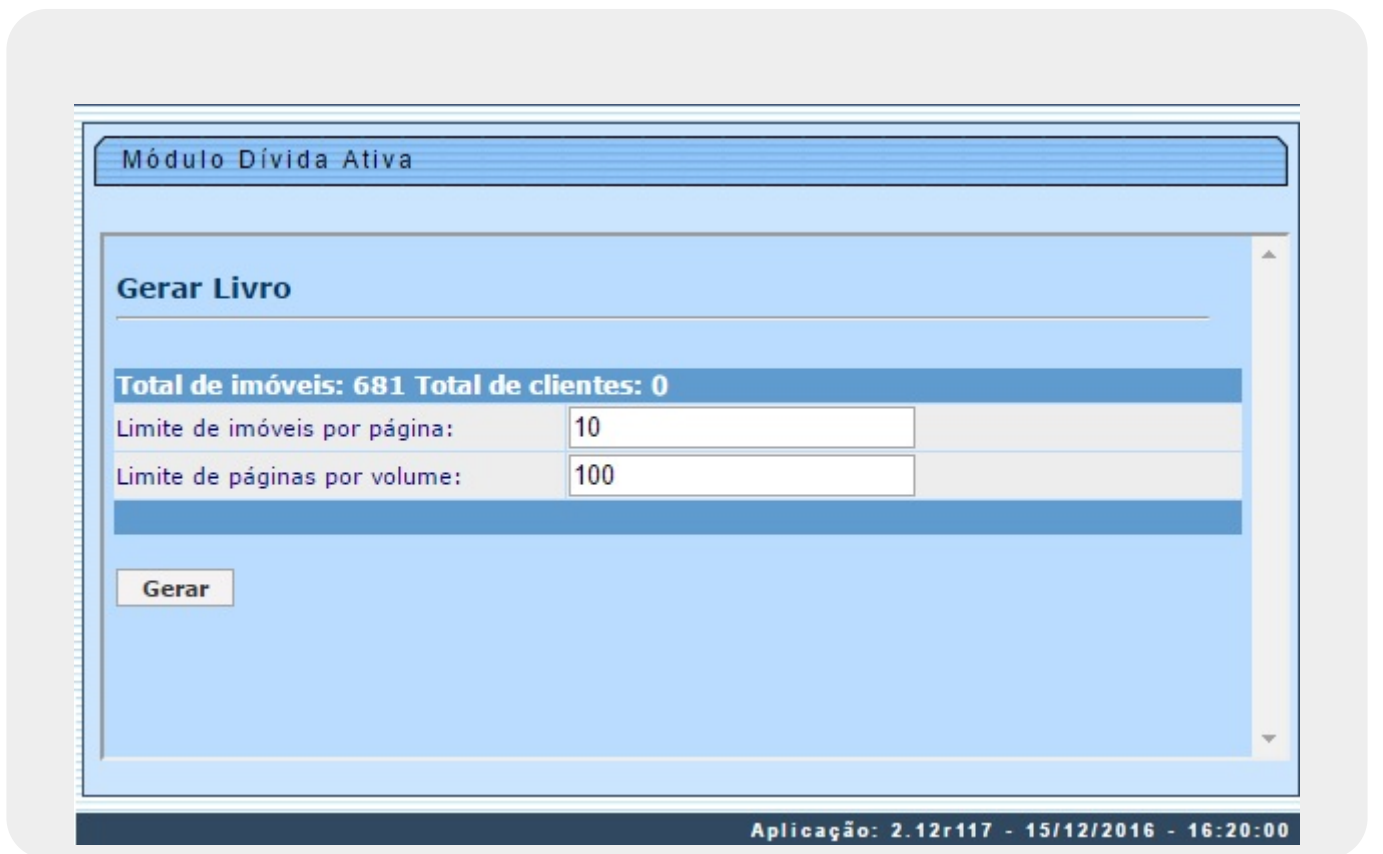 Módulo Dívida Ativa
Gerar Livro
Total de imóveis: 681 Total de clientes: 0
Limite de imóveis por página: 10
Limite de páginas por volume: 100
Gerar
Aplicação: 2.12r117 - 15/12/2016 - 16:20:00